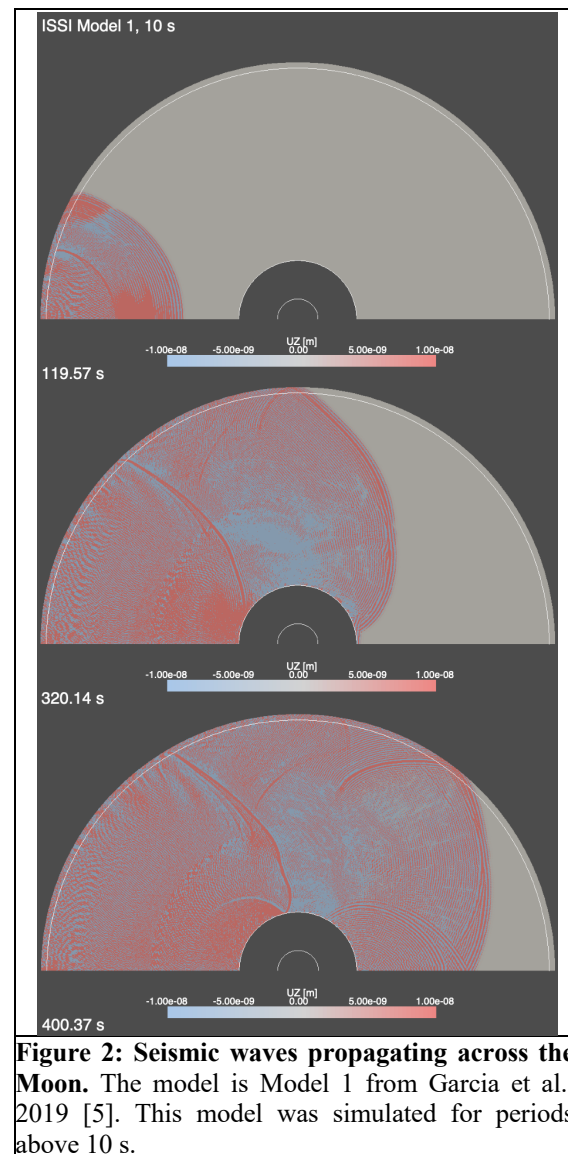 ISSI Model 1, 10 s
UZ [m]
-1.00e-08 -5.00e-09 0.00 5.00e-09 1.00e-08
119.57 s
UZ [m]
-1.00e-08 -5.00e-09 0.00 5.00e-09 1.00e-08
320.14 s
UZ [m]
-1.00e-08 -5.00e-09 0.00 5.00e-09 1.00e-08
400.37 s
Figure 2: Seismic waves propagating across the
Moon. The model is Model 1 from Garcia et al.
2019 [5]. This model was simulated for periods
above 10 s.